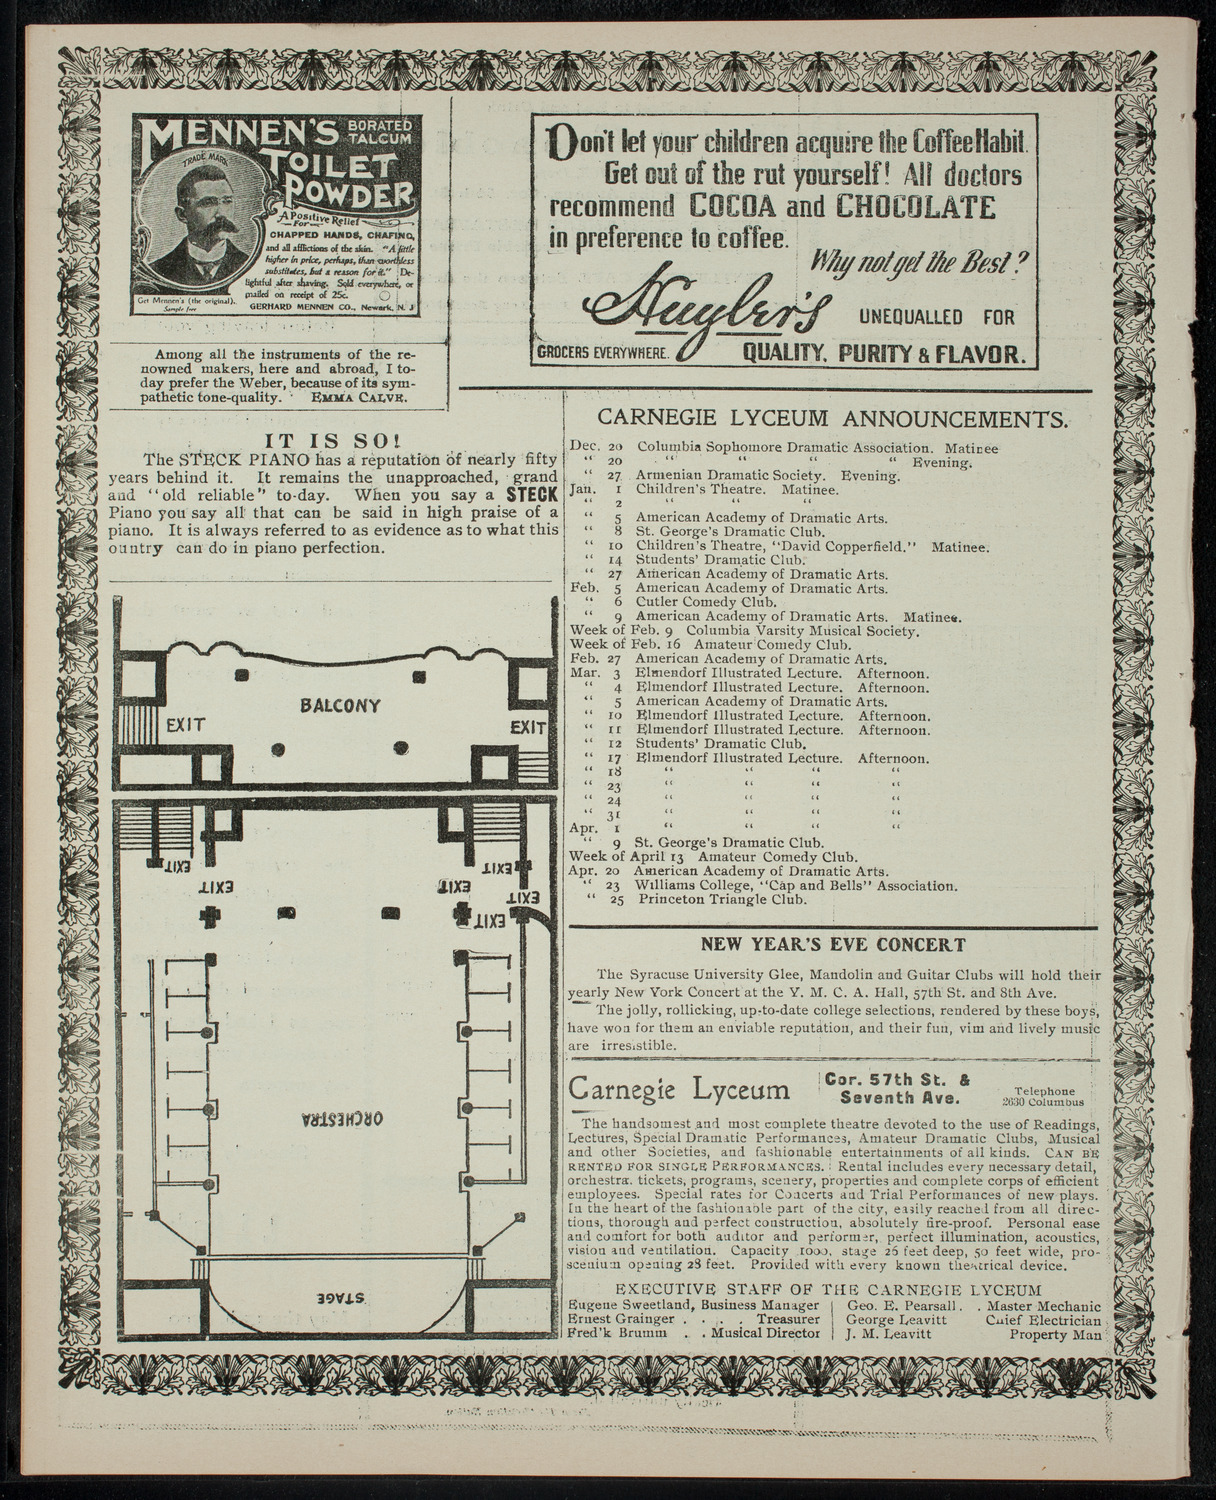 MENNEN'S BORATED
TALCUM
TOILET
POWDER
TRADE MARK
A Positive Relief
For
CHAPPED HANDS, CHAFING,
and all afflictions of the skin. "A little
higher in price, perhaps, than worthless
substitutes, but a reason for it." De-
lightful after shaving. Sold everywhere, or
mailed on receipt of 25c.
Get Mennen's (the original).
Sample free
GERHARD MENNEN CO., Newark, N. J
Among all the instruments of the re-
nowned makers, here and abroad, I to-
day prefer the Weber, because of its sym-
pathetic tone-quality. EMMA CALVE.
Don't let your children acquire the Coffee Habit.
Get out of the rut yourself! All doctors
recommend COCOA and CHOCOLATE
in preference to coffee.
Why not get the Best?
Huyler's UNEQUALLED FOR
GROCERS EVERYWHERE. QUALITY, PURITY & FLAVOR.
IT IS SO!
The STECK PIANO has a reputation of nearly fifty
years behind it. It remains the unapproached, grand
and "old reliable" to-day. When you say a STECK
Piano you say all that can be said in high praise of a
piano. It is always referred to as evidence as to what this
ountry can do in piano perfection.
BALCONY
EXIT
EXIT
EXIT
EXIT
EXIT
EXIT
EXIT
EXIT
ORCHESTRA
STAGE
CARNEGIE LYCEUM ANNOUNCEMENTS.
Dec. 20 Columbia Sophomore Dramatic Association. Matinee
" 20 " " " " Evening.
" 27 Armenian Dramatic Society. Evening.
Jan. 1 Children's Theatre. Matinee.
" 2 " " "
" 5 American Academy of Dramatic Arts.
" 8 St. George's Dramatic Club.
" 10 Children's Theatre, "David Copperfield." Matinee.
" 14 Students' Dramatic Club.
" 27 American Academy of Dramatic Arts.
Feb. 5 American Academy of Dramatic Arts.
" 6 Cutler Comedy Club.
" 9 American Academy of Dramatic Arts. Matinee.
Week of Feb. 9 Columbia Varsity Musical Society.
Week of Feb. 16 Amateur Comedy Club.
Feb. 27 American Academy of Dramatic Arts.
Mar. 3 Elmendorf Illustrated Lecture. Afternoon.
" 4 Elmendorf Illustrated Lecture. Afternoon.
" 5 American Academy of Dramatic Arts.
" 10 Elmendorf Illustrated Lecture. Afternoon.
" 11 Elmendorf Illustrated Lecture. Afternoon.
" 12 Students' Dramatic Club.
" 17 Elmendorf Illustrated Lecture. Afternoon.
" 18 " " " "
" 23 " " " "
" 24 " " " "
" 31 " " " "
Apr. 1 " " " "
" 9 St. George's Dramatic Club.
Week of April 13 Amateur Comedy Club.
Apr. 20 American Academy of Dramatic Arts.
" 23 Williams College, "Cap and Bells" Association.
" 25 Princeton Triangle Club.
NEW YEAR'S EVE CONCERT
The Syracuse University Glee, Mandolin and Guitar Clubs will hold their
yearly New York Concert at the Y. M. C. A. Hall, 57th St. and 8th Ave.
The jolly, rollicking, up-to-date college selections, rendered by these boys,
have won for them an enviable reputation, and their fun, vim and lively music
are irresistible.
Carnegie Lyceum Cor. 57th St. &
Seventh Ave.
Telephone
2630 Columbus
The handsomest and most complete theatre devoted to the use of Readings,
Lectures, Special Dramatic Performances, Amateur Dramatic Clubs, Musical
and other Societies, and fashionable entertainments of all kinds. CAN BE
RENTED FOR SINGLE PERFORMANCES. Rental includes every necessary detail,
orchestra. tickets, programs, scenery, properties and complete corps of efficient
employees. Special rates for Concerts and Trial Performances of new plays.
In the heart of the fashionable part of the city, easily reached from all direc-
tions, thorough and perfect construction, absolutely fire-proof. Personal ease
and comfort for both auditor and performer, perfect illumination, acoustics,
vision and ventilation. Capacity 1000, stage 26 feet deep, 50 feet wide, pro-
scenium opening 28 feet. Provided with every known theatrical device.
EXECUTIVE STAFF OF THE CARNEGIE LYCEUM
Eugene Sweetland, Business Manager
Ernest Grainger . . . . Treasurer
Fred'k Brumm . . Musical Director
Geo. E. Pearsall . . Master Mechanic
George Leavitt Chief Electrician
J. M. Leavitt Property Man